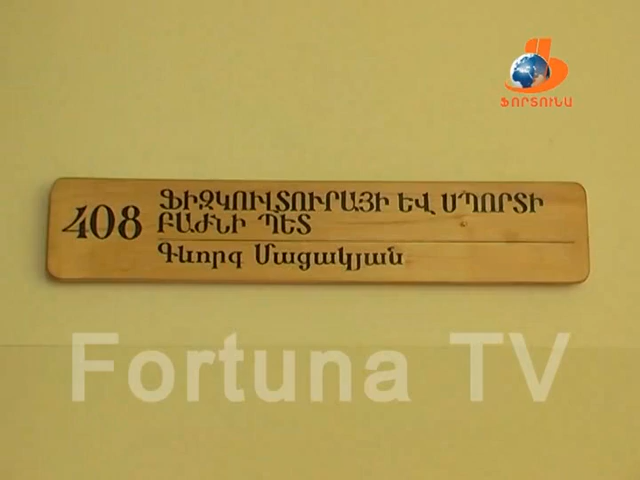 ՖՈՐՏՈՒՆԱ
408
ՖԻԶԿՈՒԼՏՈՒՐԱՅԻ ԵՎ ՍՊՈՐՏԻ
ԲԱԺՆԻ ՊԵՏ
Գևորգ Մացակյան
Fortuna TV